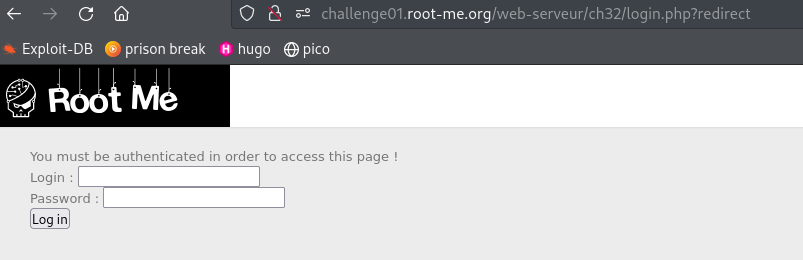 challenge01.root-me.org/web-serveur/ch32/login.php?redirect
Exploit-DB prison break hugo pico
Root Me
You must be authenticated in order to access this page !
Login :
Password :
Log in